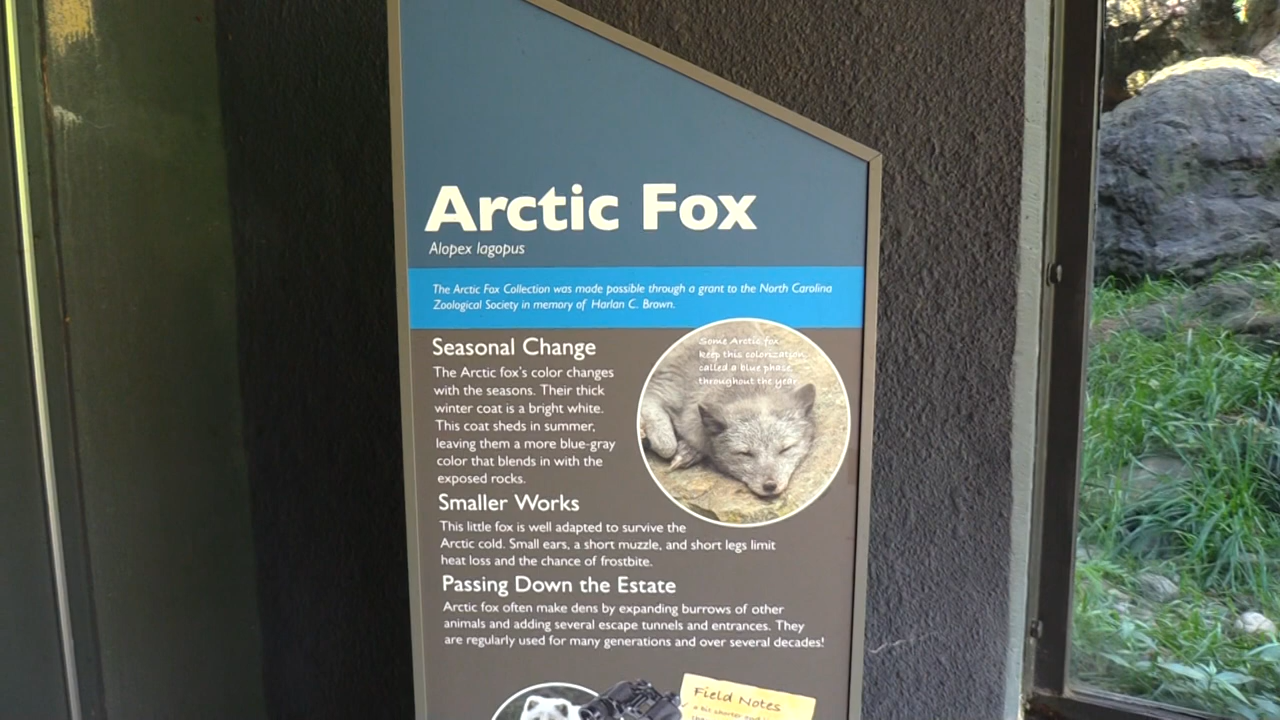 Arctic Fox
Alopex lagopus
The Arctic Fox Collection was made possible through a grant to the North Carolina
Zoological Society in memory of Harlan C. Brown.
Seasonal Change
The Arctic fox's color changes
with the seasons. Their thick
winter coat is a bright white.
This coat sheds in summer,
leaving them a more blue-gray
color that blends in with the
exposed rocks.
Some Arctic fox
keep this colorization,
called a blue phase,
throughout the year.
Smaller Works
This little fox is well adapted to survive the
Arctic cold. Small ears, a short muzzle, and short legs limit
heat loss and the chance of frostbite.
Passing Down the Estate
Arctic fox often make dens by expanding burrows of other
animals and adding several escape tunnels and entrances. They
are regularly used for many generations and over several decades!
Field Notes
a bit shorter and